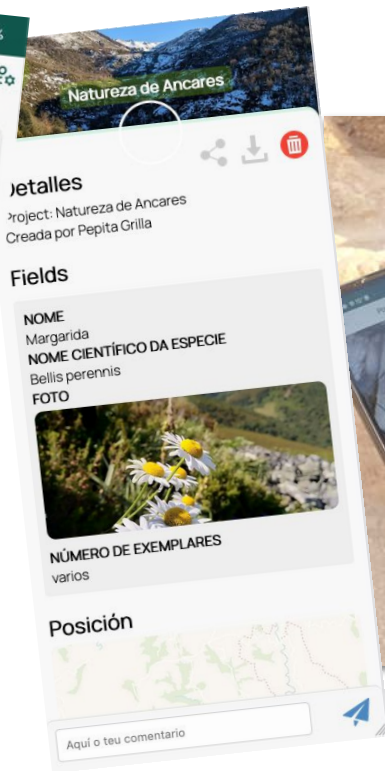 %
Natureza de Ancares
Detalles
Project: Natureza de Ancares
Creada por Pepita Grilla
Fields
NOME
Margarida
NOME CIENTÍFICO DA ESPECIE
Bellis perennis
FOTO
NÚMERO DE EXEMPLARES
varios
Posición
Aquí o teu comentario